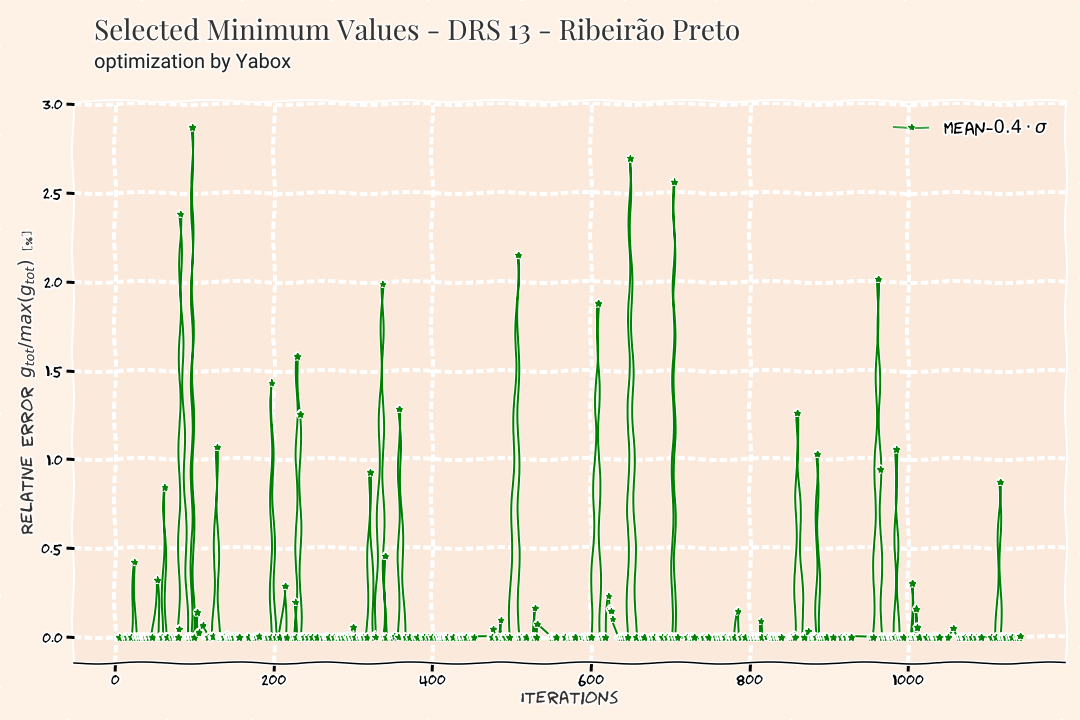 Selected Minimum Values - DRS 13 - Ribeirão Preto
optimization by Yabox
MEAN-0.4 · σ
RELATIVE ERROR g_tot/max(g_tot) [%]
3.0
2.5
2.0
1.5
1.0
0.5
0.0
0 200 400 600 800 1000
ITERATIONS